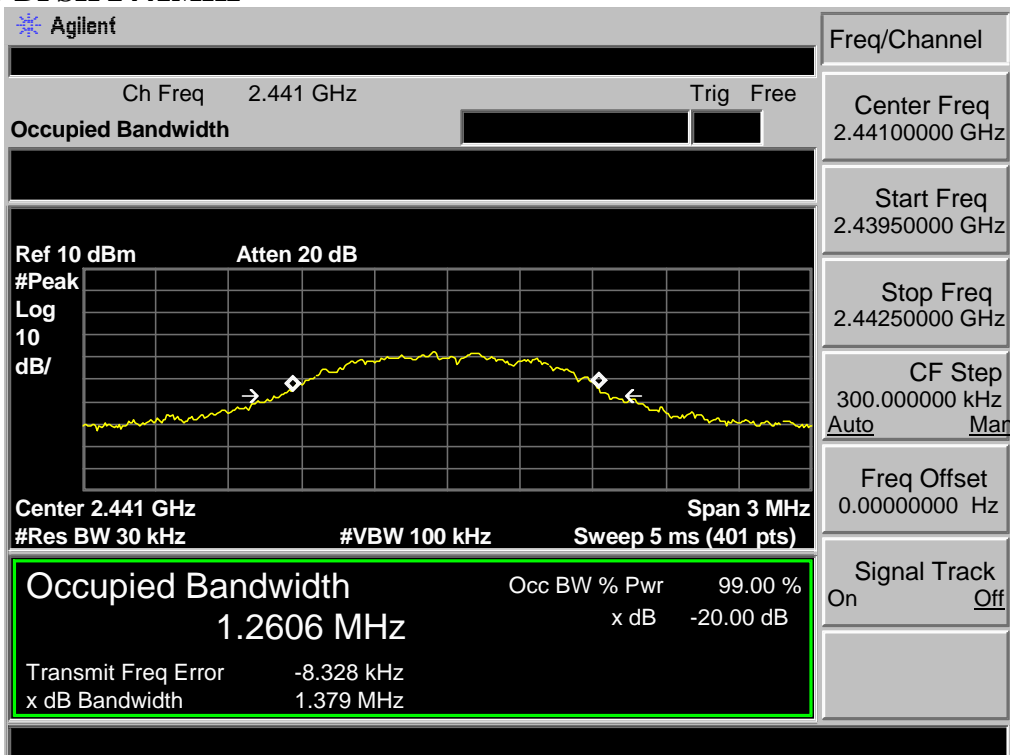 Agilent
Freq/Channel
Ch Freq 2.441 GHz Trig Free
Occupied Bandwidth
Center Freq
2.44100000 GHz
Start Freq
2.43950000 GHz
Ref 10 dBm Atten 20 dB
#Peak
Log
10
dB/
Stop Freq
2.44250000 GHz
CF Step
300.000000 kHz
Auto Man
Freq Offset
0.00000000 Hz
Center 2.441 GHz Span 3 MHz
#Res BW 30 kHz #VBW 100 kHz Sweep 5 ms (401 pts)
Signal Track
On Off
Occupied Bandwidth Occ BW % Pwr 99.00 %
1.2606 MHz x dB -20.00 dB
Transmit Freq Error -8.328 kHz
x dB Bandwidth 1.379 MHz